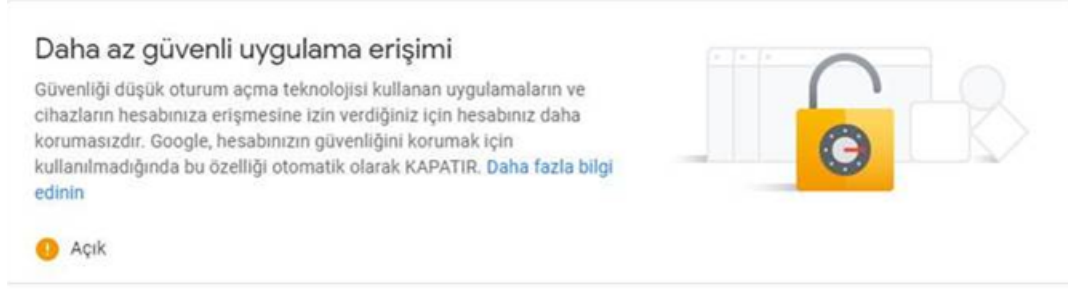 Daha az güvenli uygulama erişimi
Güvenliği düşük oturum açma teknolojisi kullanan uygulamaların ve
cihazların hesabınıza erişmesine izin verdiğiniz için hesabınız daha
korumasızdır. Google, hesabınızın güvenliğini korumak için
kullanılmadığında bu özelliği otomatik olarak KAPATIR. Daha fazla bilgi
edinin
Açık